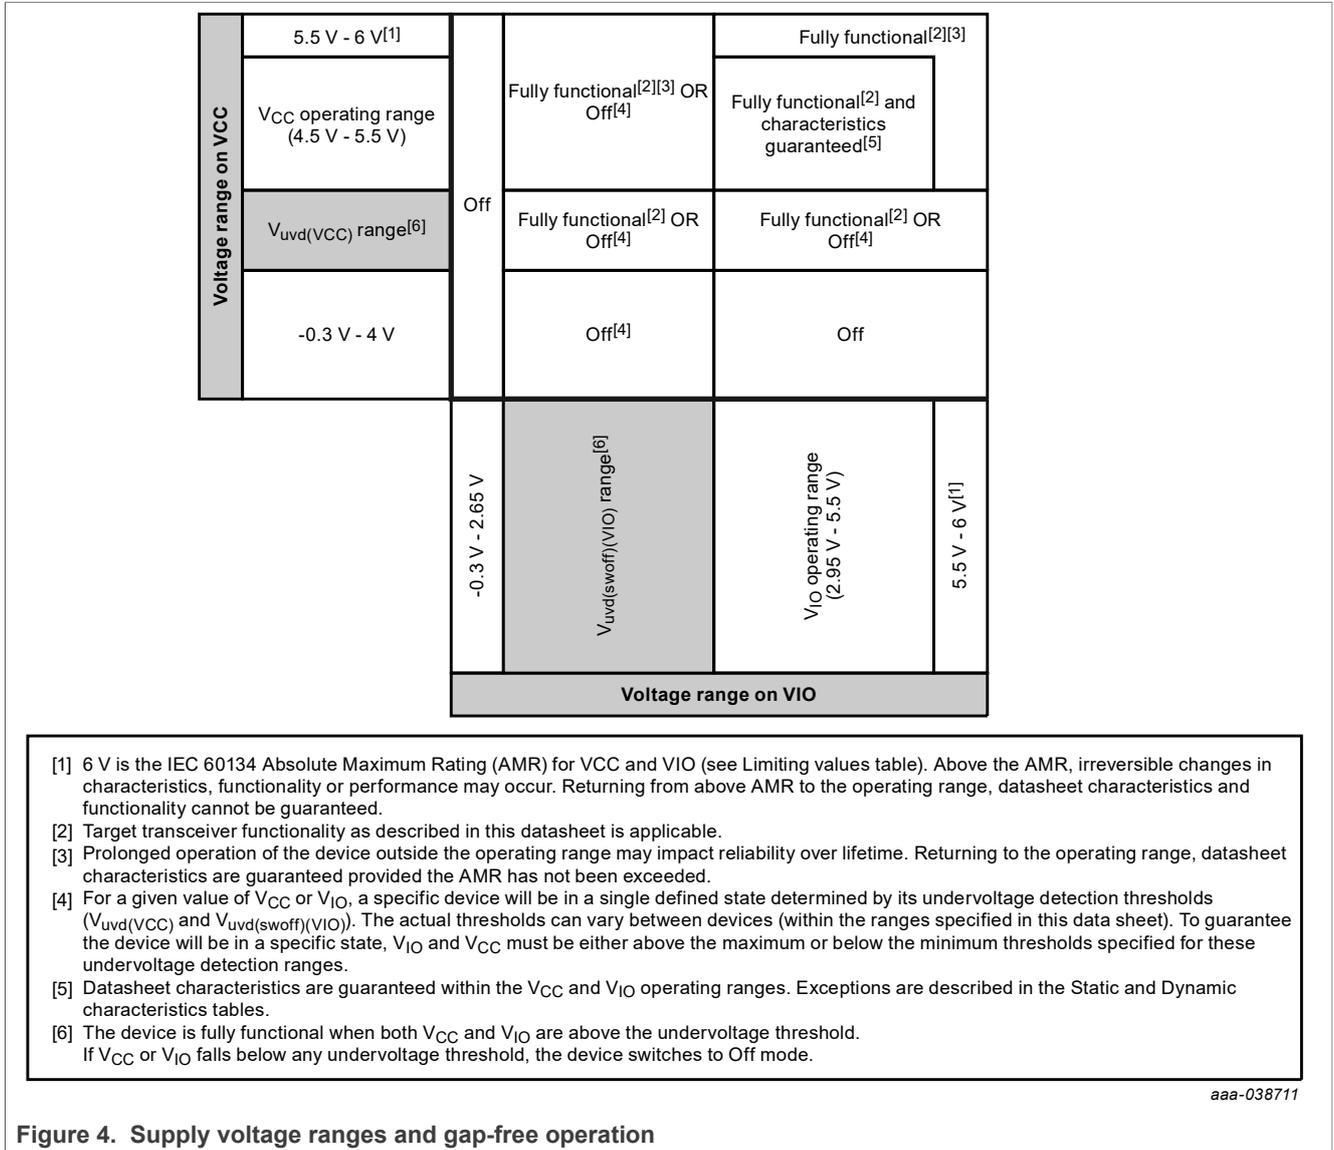 Voltage range on VCC
5.5 V - 6 V[1]
VCC operating range
(4.5 V - 5.5 V)
Vuvd(VCC) range[6]
-0.3 V - 4 V
Off
Fully functional[2][3] OR
Off[4]
Fully functional[2][3]
Fully functional[2] and
characteristics
guaranteed[5]
Fully functional[2] OR
Off[4]
Fully functional[2] OR
Off[4]
Off[4]
Off
-0.3 V - 2.65 V
Vuvd(swoff)(VIO) range[6]
VIO operating range
(2.95 V - 5.5 V)
5.5 V - 6 V[1]
Voltage range on VIO
[1] 6 V is the IEC 60134 Absolute Maximum Rating (AMR) for VCC and VIO (see Limiting values table). Above the AMR, irreversible changes in
characteristics, functionality or performance may occur. Returning from above AMR to the operating range, datasheet characteristics and
functionality cannot be guaranteed.
[2] Target transceiver functionality as described in this datasheet is applicable.
[3] Prolonged operation of the device outside the operating range may impact reliability over lifetime. Returning to the operating range, datasheet
characteristics are guaranteed provided the AMR has not been exceeded.
[4] For a given value of VCC or VIO, a specific device will be in a single defined state determined by its undervoltage detection thresholds
(Vuvd(VCC) and Vuvd(swoff)(VIO)). The actual thresholds can vary between devices (within the ranges specified in this data sheet). To guarantee
the device will be in a specific state, VIO and VCC must be either above the maximum or below the minimum thresholds specified for these
undervoltage detection ranges.
[5] Datasheet characteristics are guaranteed within the VCC and VIO operating ranges. Exceptions are described in the Static and Dynamic
characteristics tables.
[6] The device is fully functional when both VCC and VIO are above the undervoltage threshold.
If VCC or VIO falls below any undervoltage threshold, the device switches to Off mode.
aaa-038711
Figure 4. Supply voltage ranges and gap-free operation